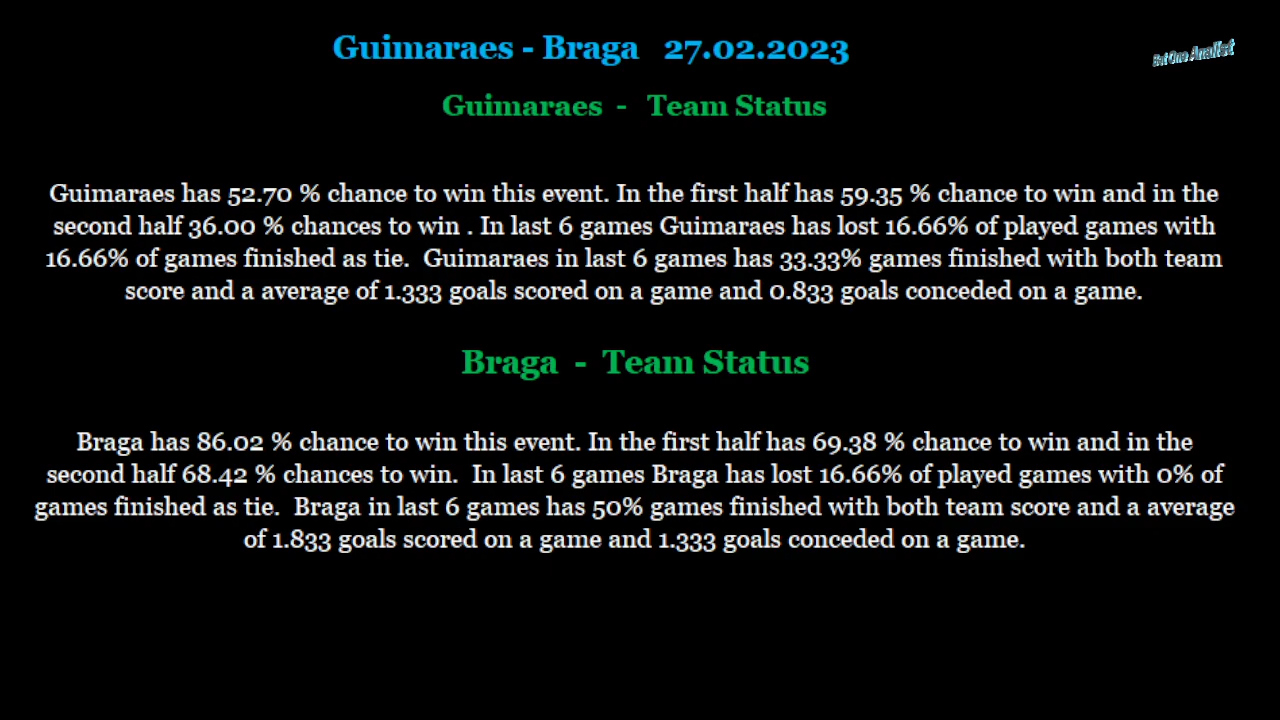 Guimaraes - Braga 27.02.2023
Bet One Analist
Guimaraes - Team Status
Guimaraes has 52.70 % chance to win this event. In the first half has 59.35 % chance to win and in the
second half 36.00 % chances to win . In last 6 games Guimaraes has lost 16.66% of played games with
16.66% of games finished as tie. Guimaraes in last 6 games has 33.33% games finished with both team
score and a average of 1.333 goals scored on a game and 0.833 goals conceded on a game.
Braga - Team Status
Braga has 86.02 % chance to win this event. In the first half has 69.38 % chance to win and in the
second half 68.42 % chances to win. In last 6 games Braga has lost 16.66% of played games with 0% of
games finished as tie. Braga in last 6 games has 50% games finished with both team score and a average
of 1.833 goals scored on a game and 1.333 goals conceded on a game.